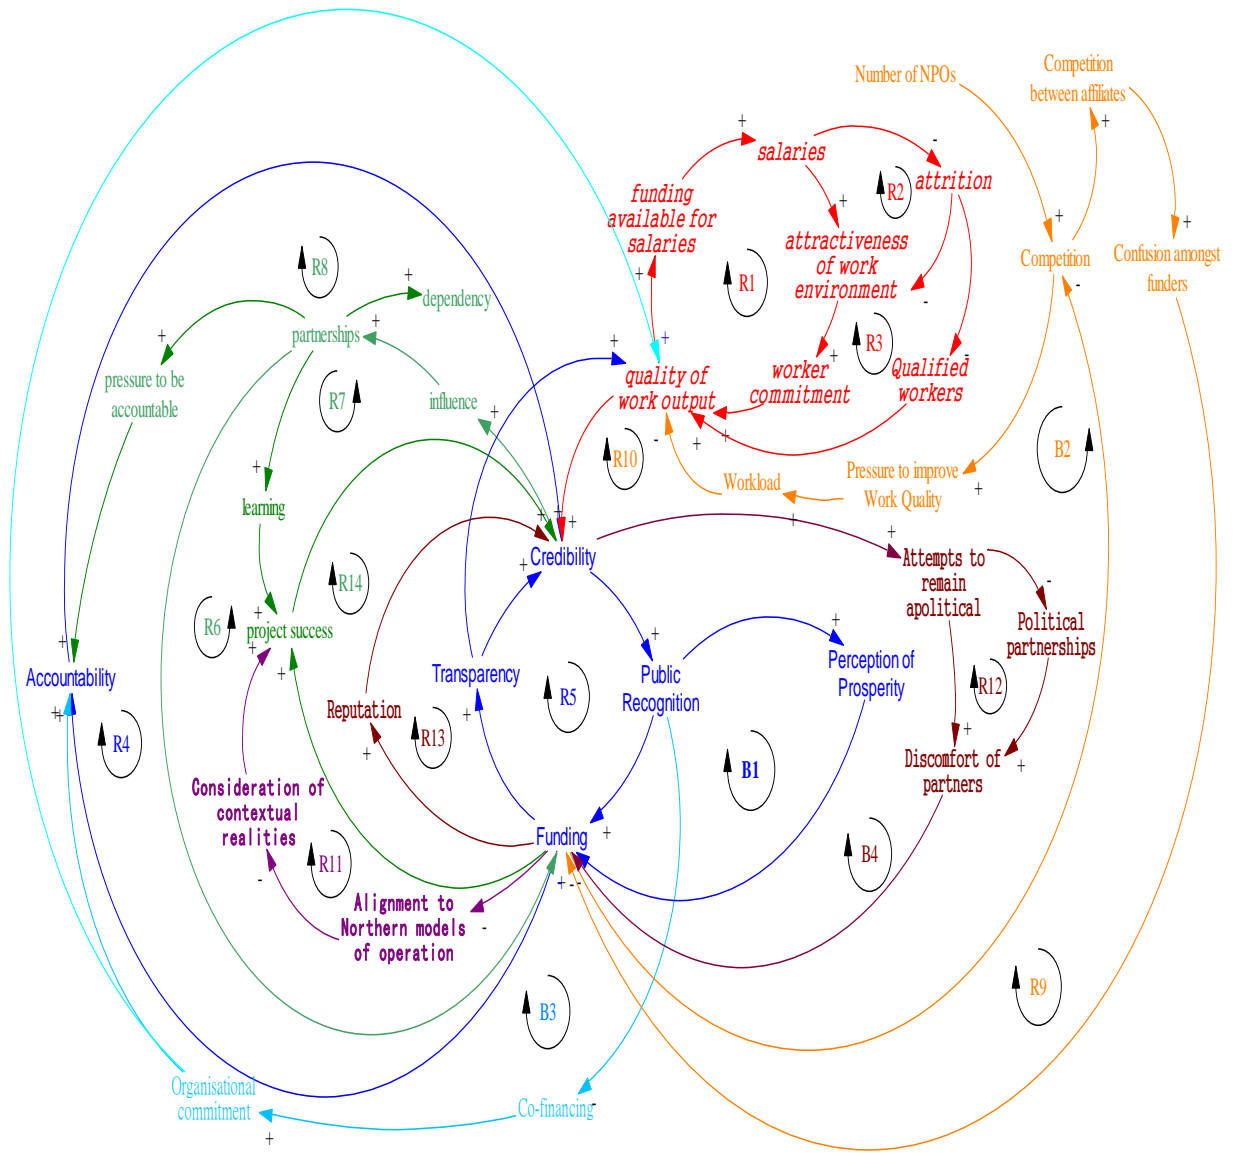 Number of NPOs
Competition
between affiliates
+
+
salaries
-
attrition
R2
funding
available for
salaries
+
attractiveness
of work
environment
+
+
Competition
Confusion amongst
funders
+
R8
+
dependency
R1
+
-
-
partnerships
+
+
+
+
R3
+
-
pressure to be
accountable
quality of
work output
worker
commitment
Qualified
workers
R7
influence
+
-
+
+
B2
R10
Workload
Pressure to improve
Work Quality
+
+
+
learning
+
+
+
Credibility
+
+
Attempts to
remain
apolitical
-
R14
+
project success
+
R6
+
+
+
Political
partnerships
+
Accountability
Transparency
Public
Recognition
Perception of
Prosperity
R5
R12
+
+
Reputation
+
+
R13
+
+
R4
B1
Discomfort of
partners
Consideration of
contextual
realities
Funding
+
R11
B4
-
+
-
-
Alignment to
Northern models
of operation
-
R9
B3
Organisational
commitment
Co-financing
-
+